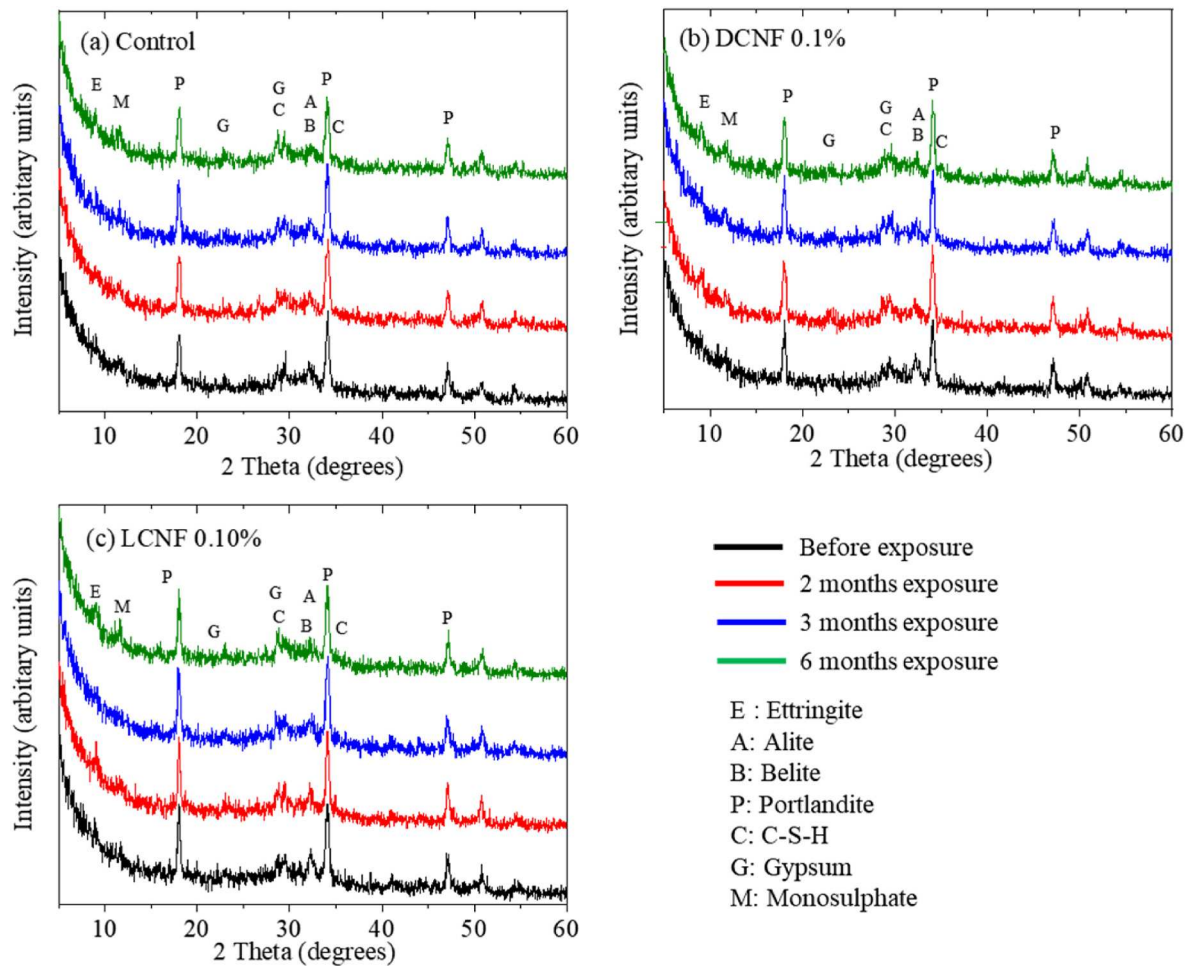 (a) Control
E
M
P
G
G
C
A
B
P
C
P
Intensity (arbitary units)
10 20 30 40 50 60
2 Theta (degrees)
(b) DCNF 0.1%
E
M
P
G
G
C
A
B
P
C
P
Intensity (arbitary units)
10 20 30 40 50 60
2 Theta (degrees)
(c) LCNF 0.10%
E
M
P
G
G
C
A
B
P
C
P
Intensity (arbitary units)
10 20 30 40 50 60
2 Theta (degrees)
Before exposure
2 months exposure
3 months exposure
6 months exposure
E : Ettringite
A: Alite
B: Belite
P: Portlandite
C: C-S-H
G: Gypsum
M: Monosulphate